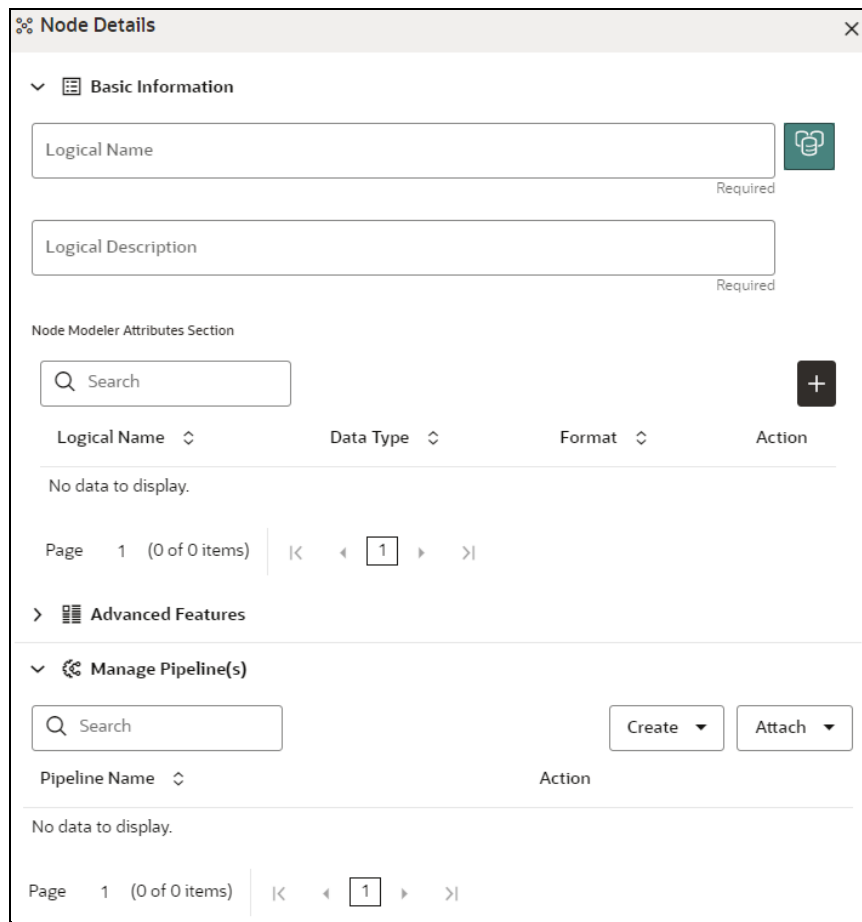 Node Details
Basic Information
Logical Name
Required
Logical Description
Required
Node Modeler Attributes Section
Search
Logical Name Data Type Format Action
No data to display.
Page 1 (0 of 0 items) 1
Advanced Features
Manage Pipeline(s)
Search Create Attach
Pipeline Name Action
No data to display.
Page 1 (0 of 0 items) 1